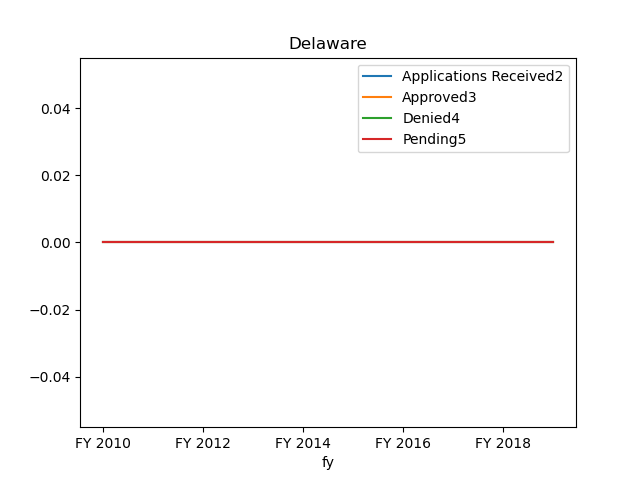 Delaware
Applications Received2
Approved3
Denied4
Pending5
0.04
0.02
0.00
−0.02
−0.04
FY 2010 FY 2012 FY 2014 FY 2016 FY 2018
fy